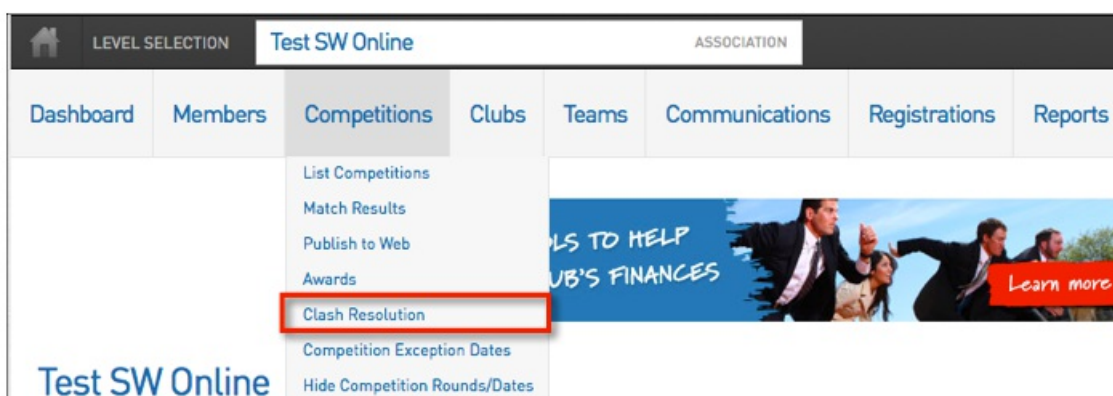 LEVEL SELECTION Test SW Online ASSOCIATION
Dashboard Members Competitions Clubs Teams Communications Registrations Reports
List Competitions
Match Results
Publish to Web
Awards
Clash Resolution
Competition Exception Dates
Hide Competition Rounds/Dates
TO HELP
FINANCES
Learn more
Test SW Online